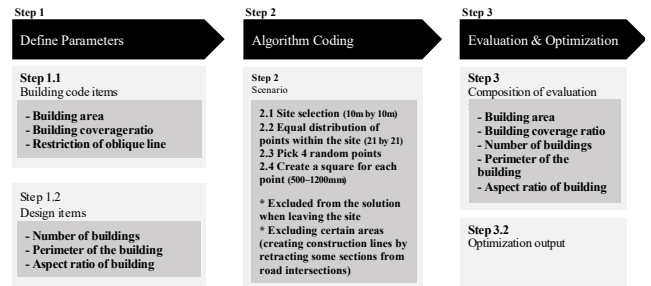 Step 1
Define Parameters
Step 1.1
Building code items
- Building area
- Building coverageratio
- Restriction of oblique line
Step 1.2
Design items
- Number of buildings
- Perimeter of the building
- Aspect ratio of building
Step 2
Algorithm Coding
Step 2
Scenario
2.1 Site selection (10m by 10m)
2.2 Equal distribution of
points within the site (21 by 21)
2.3 Pick 4 random points
2.4 Create a square for each
point (500–1200mm)
* Excluded from the solution
when leaving the site
* Excluding certain areas
(creating construction lines by
retracting some sections from
road intersections)
Step 3
Evaluation & Optimization
Step 3
Composition of evaluation
- Building area
- Building coverage ratio
- Number of buildings
- Perimeter of the
building
- Aspect ratio of building
Step 3.2
Optimization output